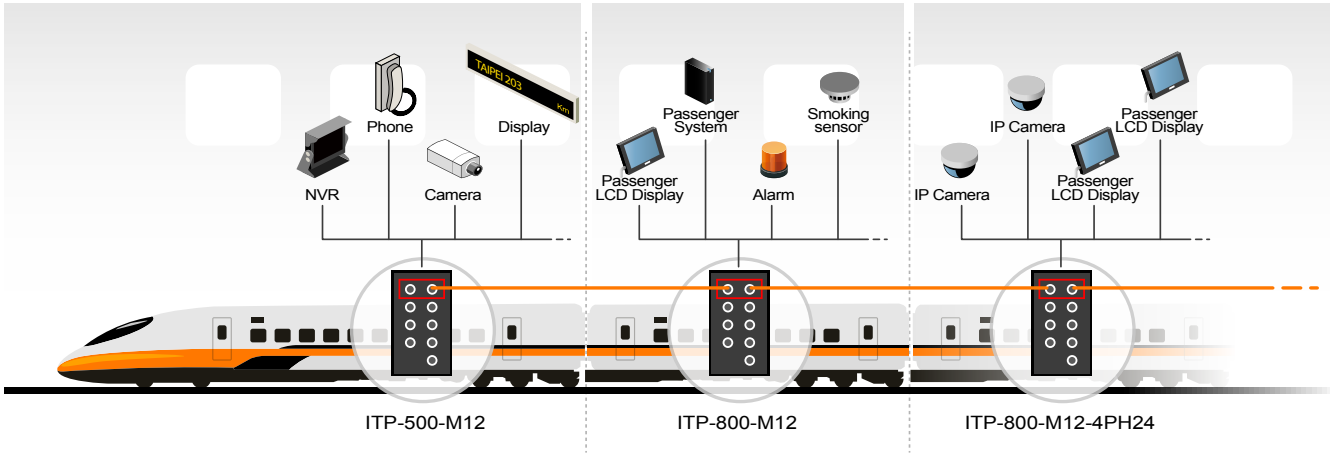 TAIPEI 203
Km
Phone
Display
NVR
Camera
Passenger
System
Smoking
sensor
Passenger
LCD Display
Alarm
IP Camera
Passenger
LCD Display
IP Camera
Passenger
LCD Display
ITP-500-M12
ITP-800-M12
ITP-800-M12-4PH24